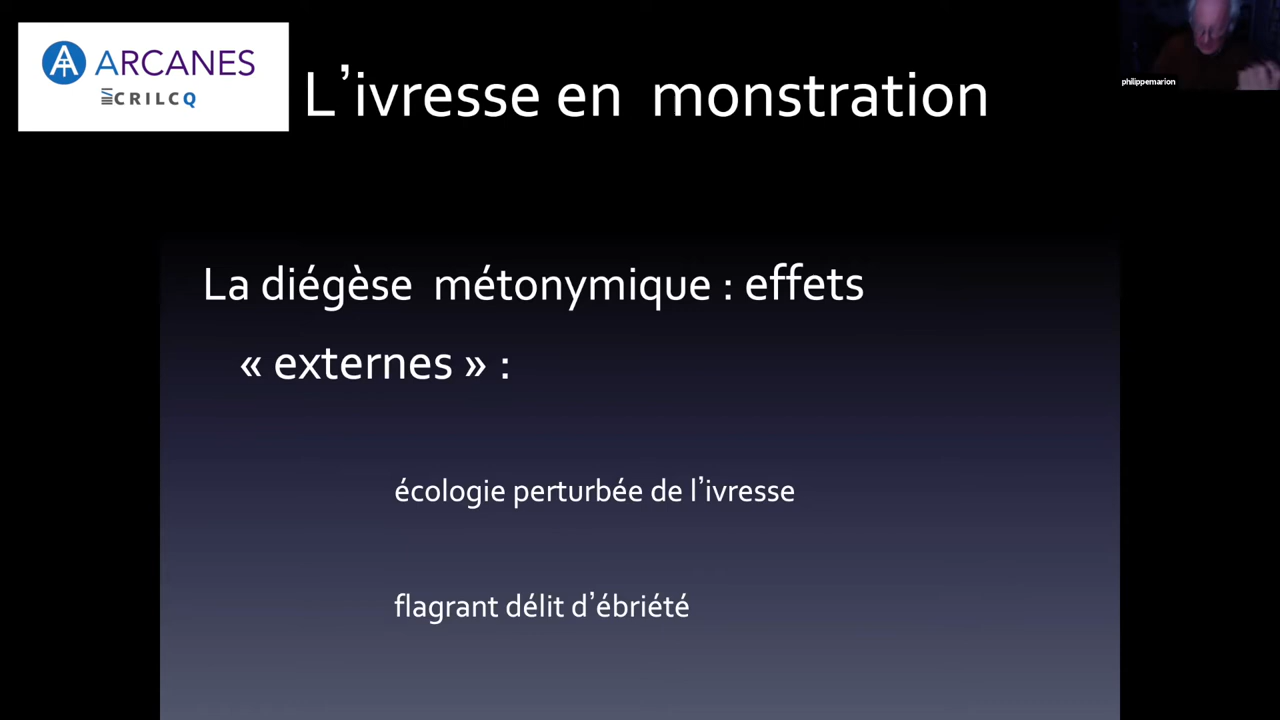 ARCANES
CRILCQ
L’ivresse en monstration
philippemarion
La diégèse métonymique : effets
« externes » :
écologie perturbée de l’ivresse
flagrant délit d’ébriété